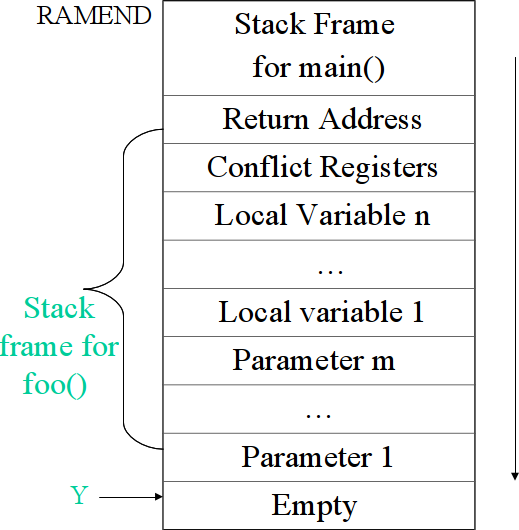 RAMEND
Stack Frame
for main()
Return Address
Conflict Registers
Local Variable n
...
Local variable 1
Parameter m
...
Parameter 1
Empty
Stack
frame for
foo()
Y